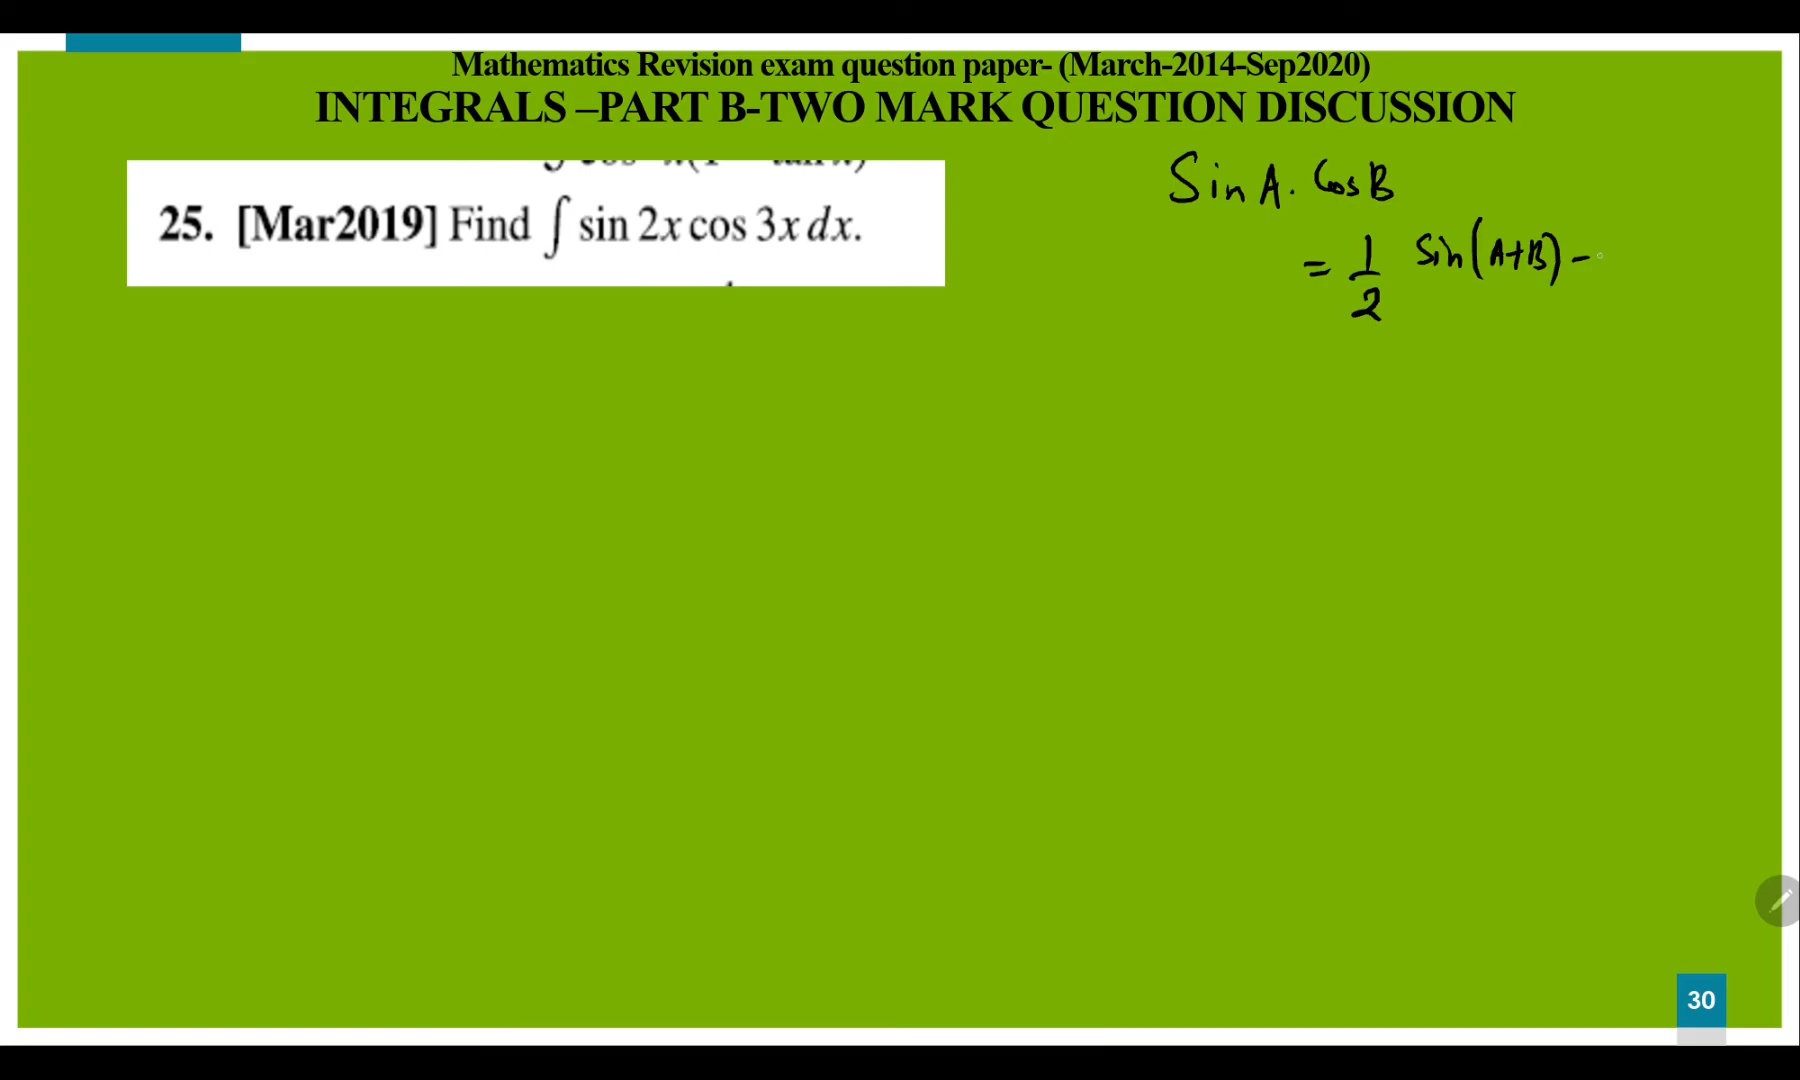 Mathematics Revision exam question paper- (March-2014-Sep2020)
INTEGRALS –PART B-TWO MARK QUESTION DISCUSSION
25. [Mar2019] Find ∫ sin 2x cos 3x dx.
Sin A. Cos B
= 1/2 Sin(A+B) -
30